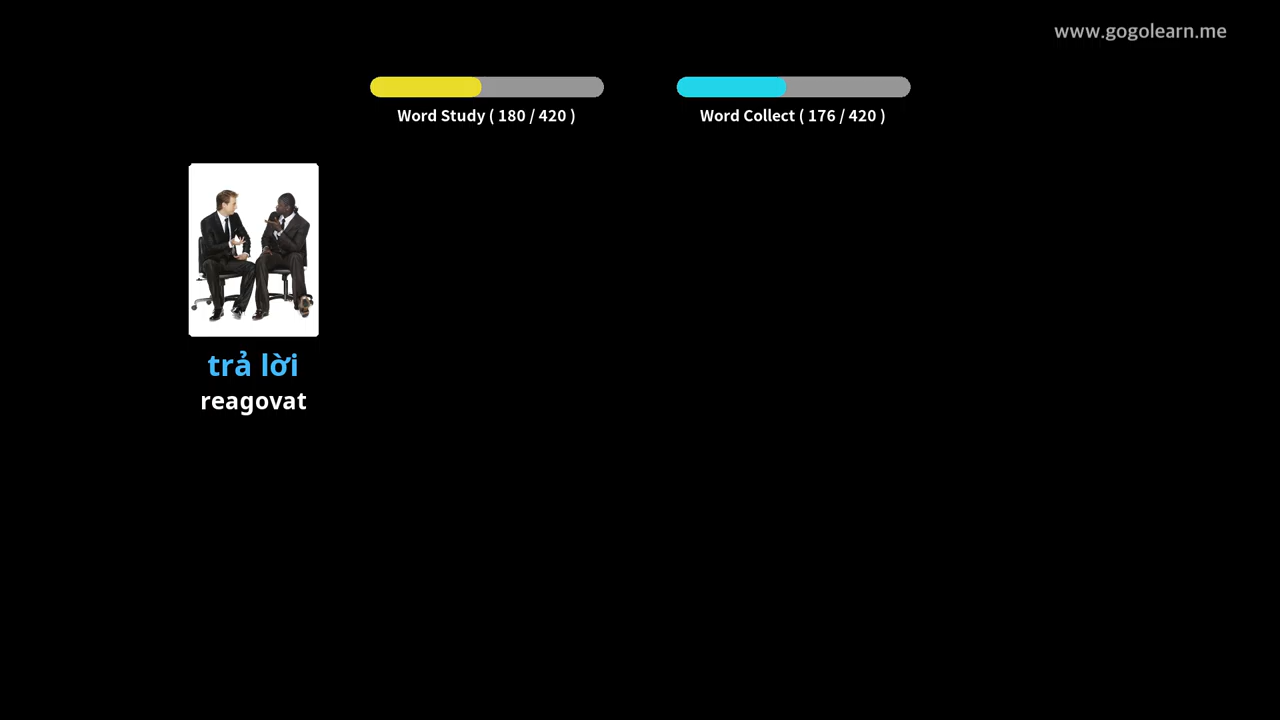 www.gogolearn.me
Word Study ( 180 / 420 )
Word Collect ( 176 / 420 )
trả lời
reagovat